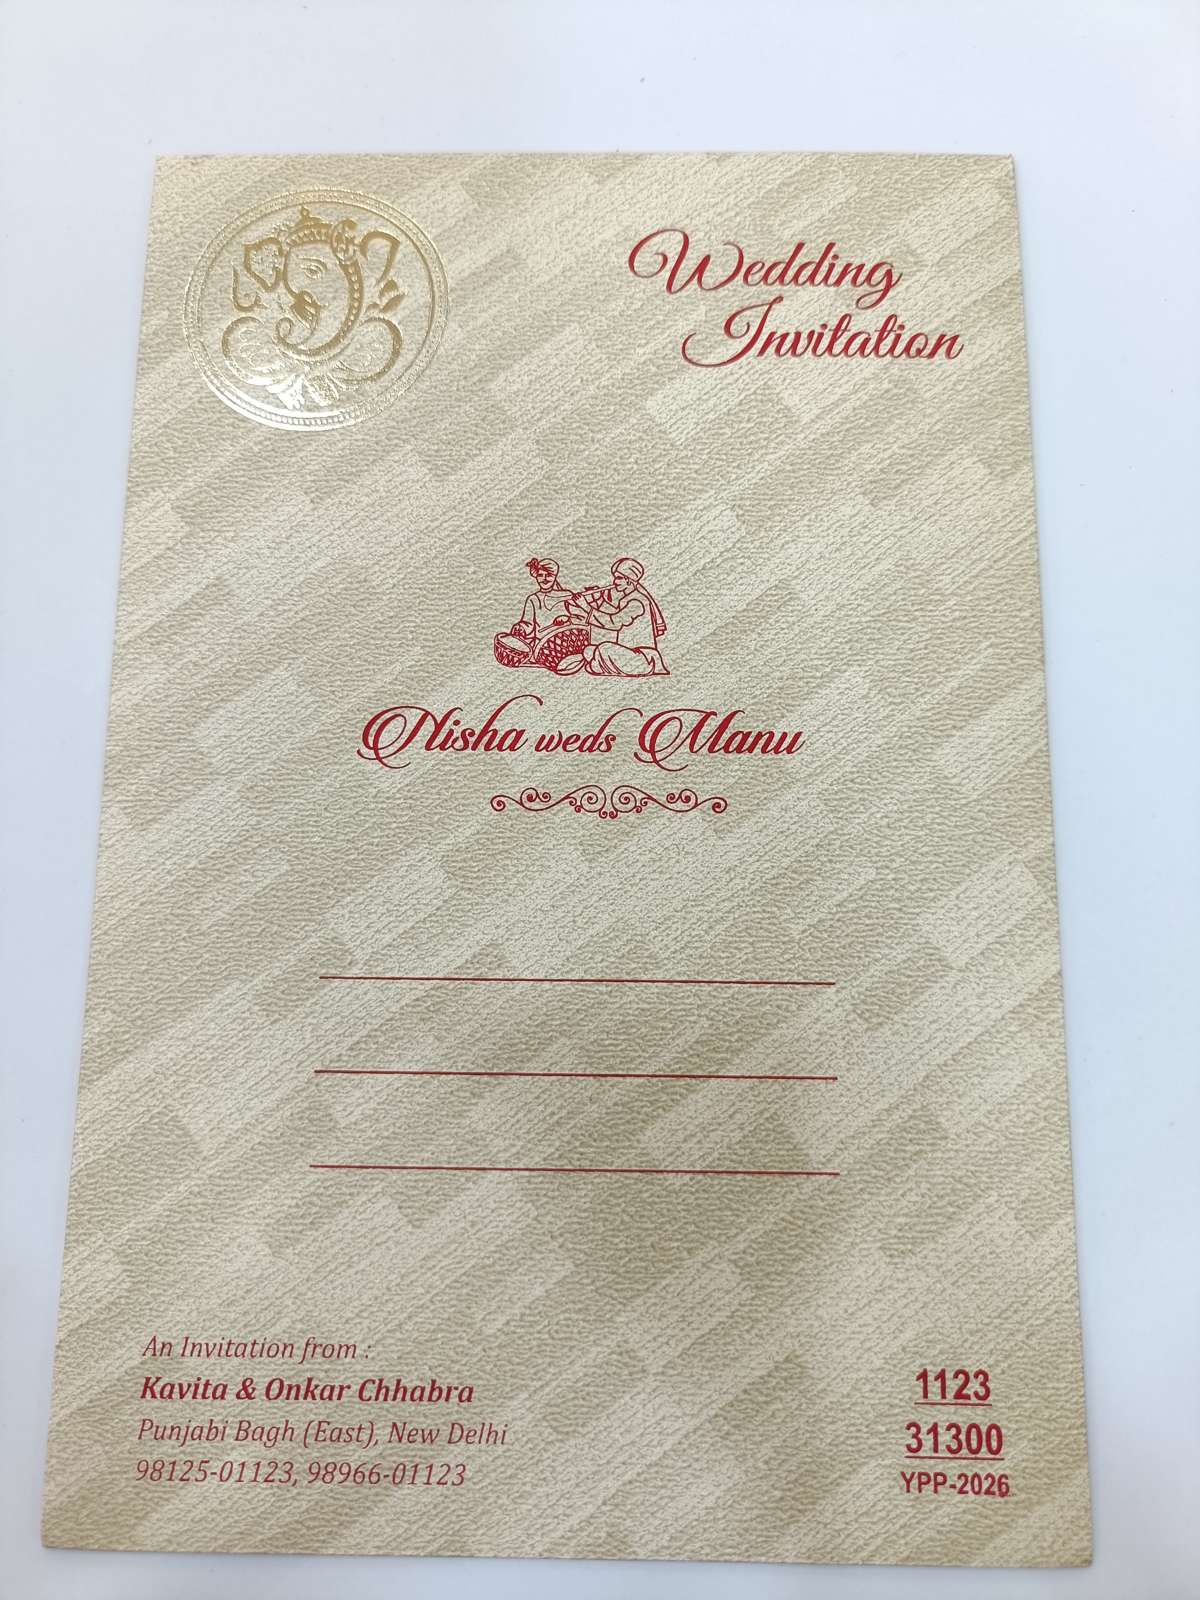 Wedding
Invitation
Nisha weds Manu
An Invitation from :
Kavita & Onkar Chhabra
Punjabi Bagh (East), New Delhi
98125-01123, 98966-01123
1123
31300
YPP-2026